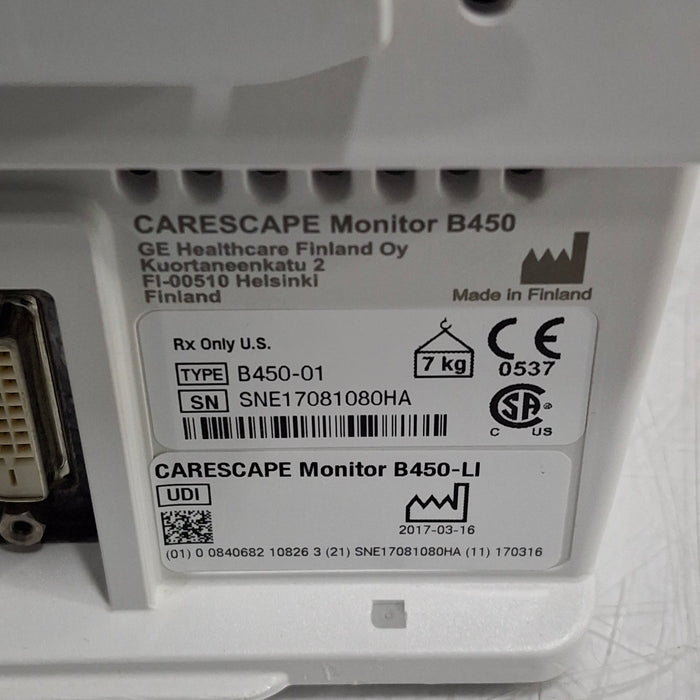 CARESCAPE Monitor B450
GE Healthcare Finland Oy
Kuortaneenkatu 2
FI-00510 Helsinki
Finland
Made in Finland
Rx Only U.S.
7 kg
CE
0537
TYPE B450-01
SN SNE17081080HA
SA
C US
CARESCAPE Monitor B450-LI
UDI
2017-03-16
(01) 0 0840682 10826 3 (21) SNE17081080HA (11) 170316